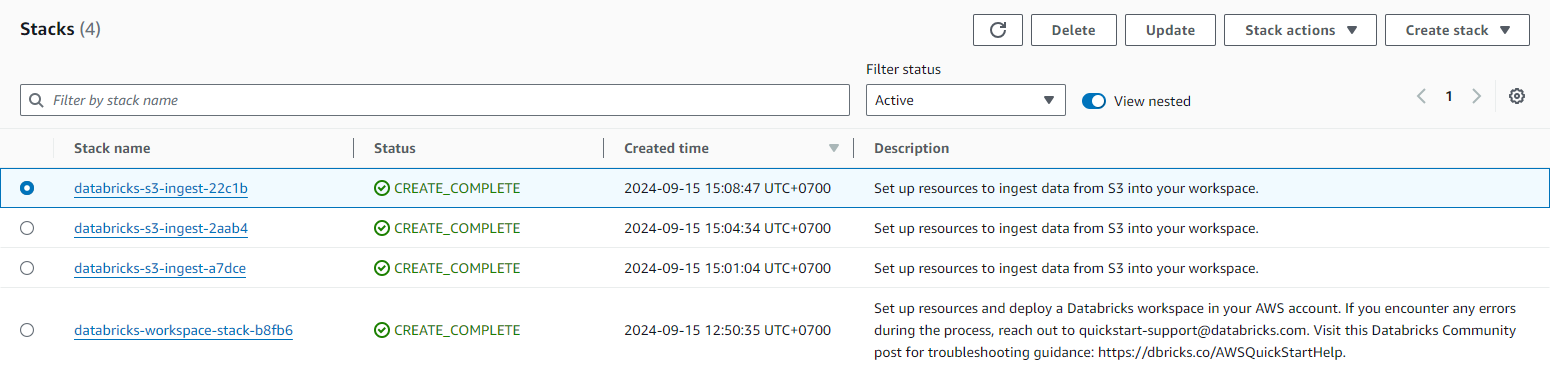 Stacks (4)
Delete
Update
Stack actions
Create stack
Filter status
Filter by stack name
Active
View nested
1
Stack name Status Created time Description
databricks-s3-ingest-22c1b CREATE_COMPLETE 2024-09-15 15:08:47 UTC+0700 Set up resources to ingest data from S3 into your workspace.
databricks-s3-ingest-2aab4 CREATE_COMPLETE 2024-09-15 15:04:34 UTC+0700 Set up resources to ingest data from S3 into your workspace.
databricks-s3-ingest-a7dce CREATE_COMPLETE 2024-09-15 15:01:04 UTC+0700 Set up resources to ingest data from S3 into your workspace.
databricks-workspace-stack-b8fb6 CREATE_COMPLETE 2024-09-15 12:50:35 UTC+0700
Set up resources and deploy a Databricks workspace in your AWS account. If you encounter any errors
during the process, reach out to quickstart-support@databricks.com. Visit this Databricks Community
post for troubleshooting guidance: https://dbricks.co/AWSQuickStartHelp.